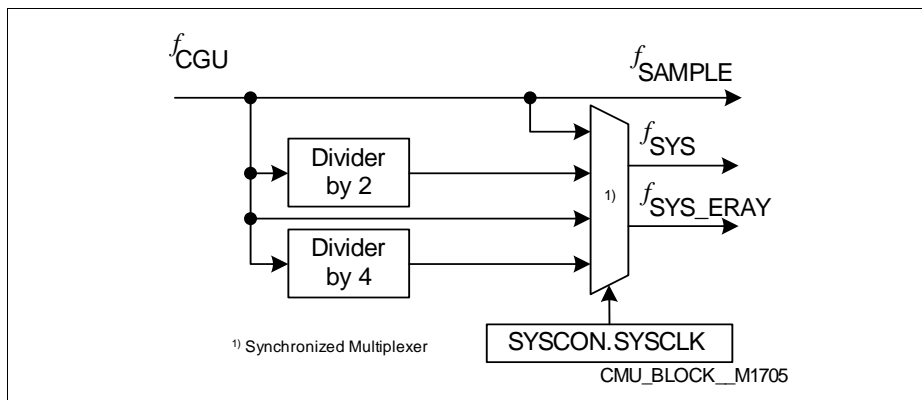 fCGU
fSAMPLE
fSYS
Divider
by 2
1)
fSYS_ERAY
Divider
by 4
1) Synchronized Multiplexer
SYSCON.SYSCLK
CMU_BLOCK__M1705